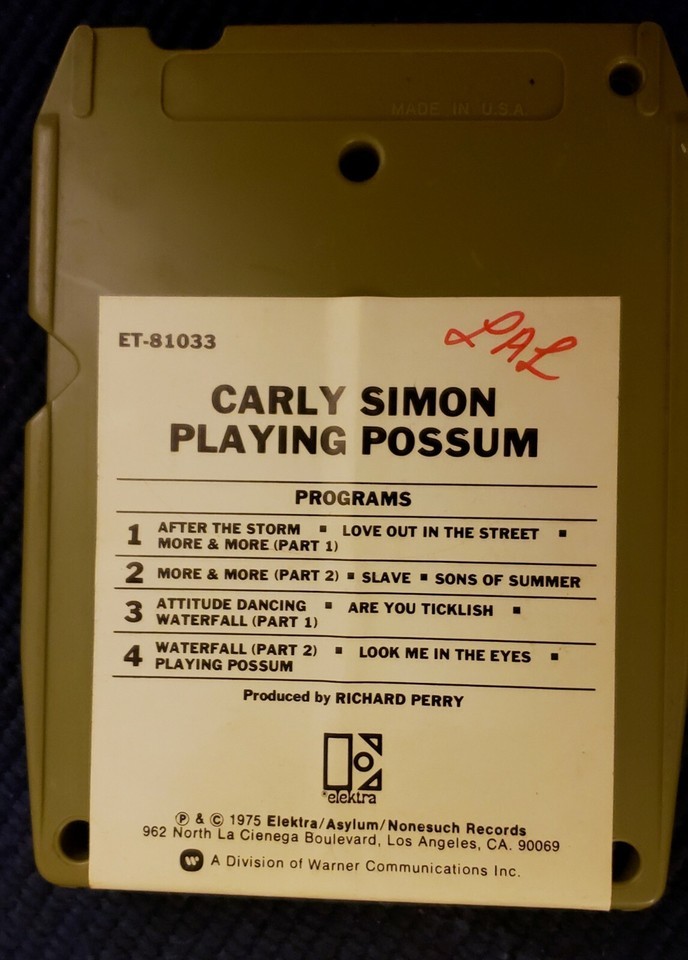 MADE IN U.S.A.
ET-81033
LAL
CARLY SIMON
PLAYING POSSUM
PROGRAMS
1 AFTER THE STORM ▪ LOVE OUT IN THE STREET ▪
MORE & MORE (PART 1)
2 MORE & MORE (PART 2) ▪ SLAVE ▪ SONS OF SUMMER
3 ATTITUDE DANCING ▪ ARE YOU TICKLISH ▪
WATERFALL (PART 1)
4 WATERFALL (PART 2) ▪ LOOK ME IN THE EYES ▪
PLAYING POSSUM
Produced by RICHARD PERRY
elektra
Ⓟ & © 1975 Elektra/Asylum/Nonesuch Records
962 North La Cienega Boulevard, Los Angeles, CA. 90069
W A Division of Warner Communications Inc.